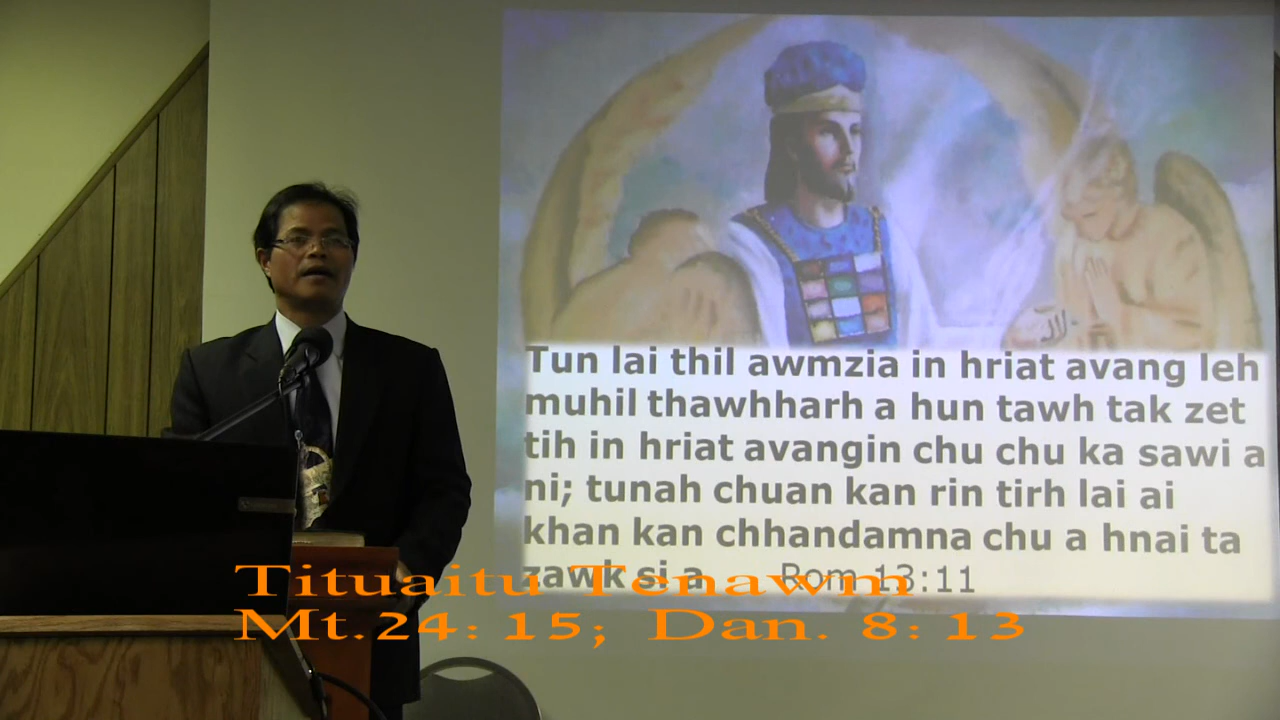 Tun lai thil awmzia in hriat avang leh
muhil thawhharh a hun tawh tak zet
tih in hriat avangin chu chu ka sawi a
ni; tunah chuan kan rin tirh lai ai
khan kan chhandamna chu a hnai ta
zawk si a Rom 13:11
Tituaitu Tenawm
Mt.24: 15; Dan. 8: 13